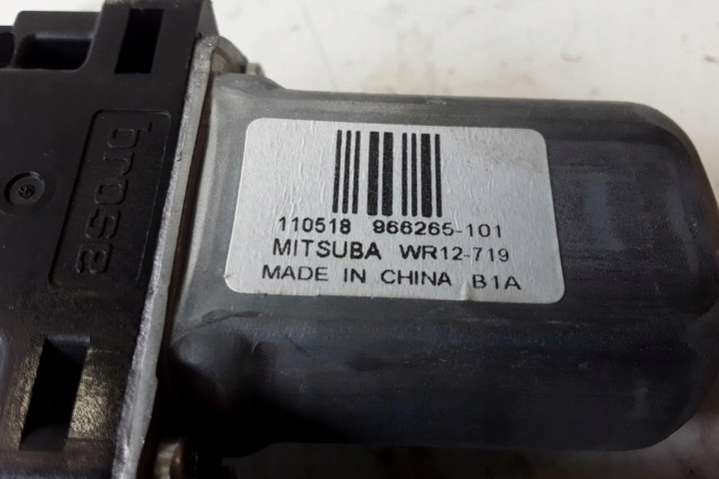 brose
110518 966265-101
MITSUBA WR12-719
MADE IN CHINA B1A